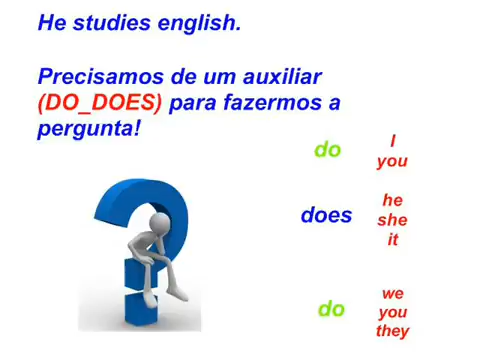 He studies english.
Precisamos de um auxiliar
(DO_DOES) para fazermos a
pergunta!
do
I
you
does
he
she
it
do
we
you
they